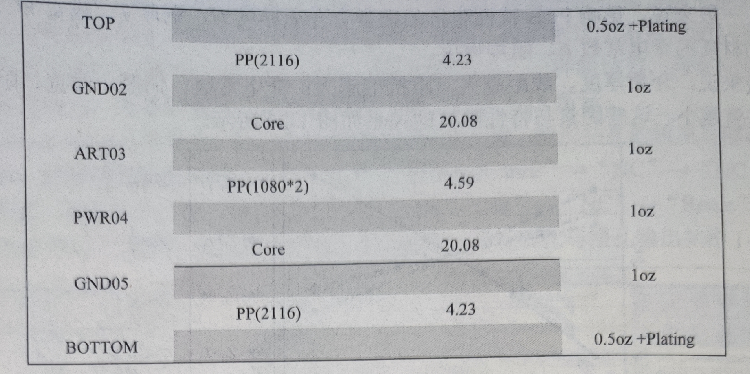 TOP 0.5oz +Plating
PP(2116) 4.23
GND02 1oz
Core 20.08
ART03 1oz
PP(1080*2) 4.59
PWR04 1oz
Core 20.08
GND05 1oz
PP(2116) 4.23
BOTTOM 0.5oz +Plating